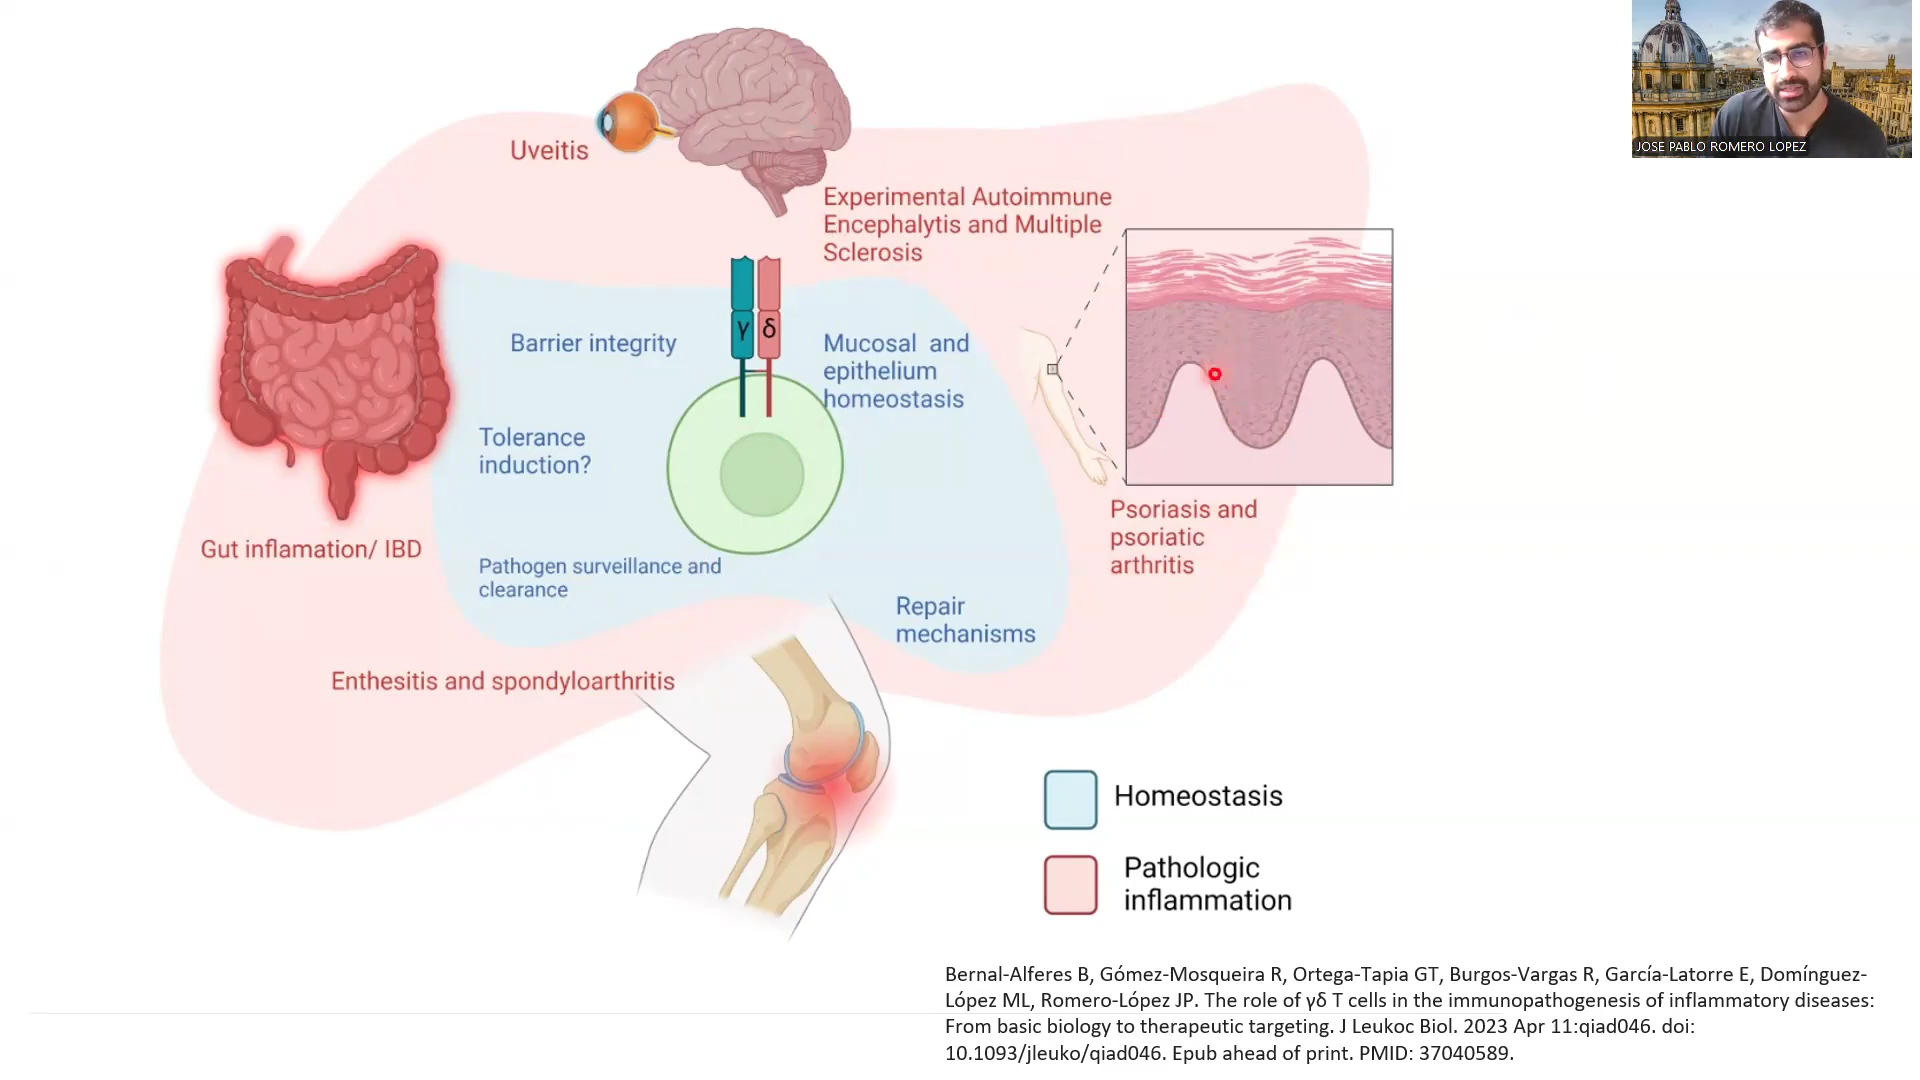 JOSE PABLO ROMERO LOPEZ
Uveitis
Experimental Autoimmune
Encephalytis and Multiple
Sclerosis
γ δ
Barrier integrity
Mucosal and
epithelium
homeostasis
Tolerance
induction?
Gut inflamation/ IBD
Pathogen surveillance and
clearance
Psoriasis and
psoriatic
arthritis
Repair
mechanisms
Enthesitis and spondyloarthritis
Homeostasis
Pathologic
inflammation
Bernal-Alferes B, Gómez-Mosqueira R, Ortega-Tapia GT, Burgos-Vargas R, García-Latorre E, Domínguez-
López ML, Romero-López JP. The role of γδ T cells in the immunopathogenesis of inflammatory diseases:
From basic biology to therapeutic targeting. J Leukoc Biol. 2023 Apr 11:qiad046. doi:
10.1093/jleuko/qiad046. Epub ahead of print. PMID: 37040589.